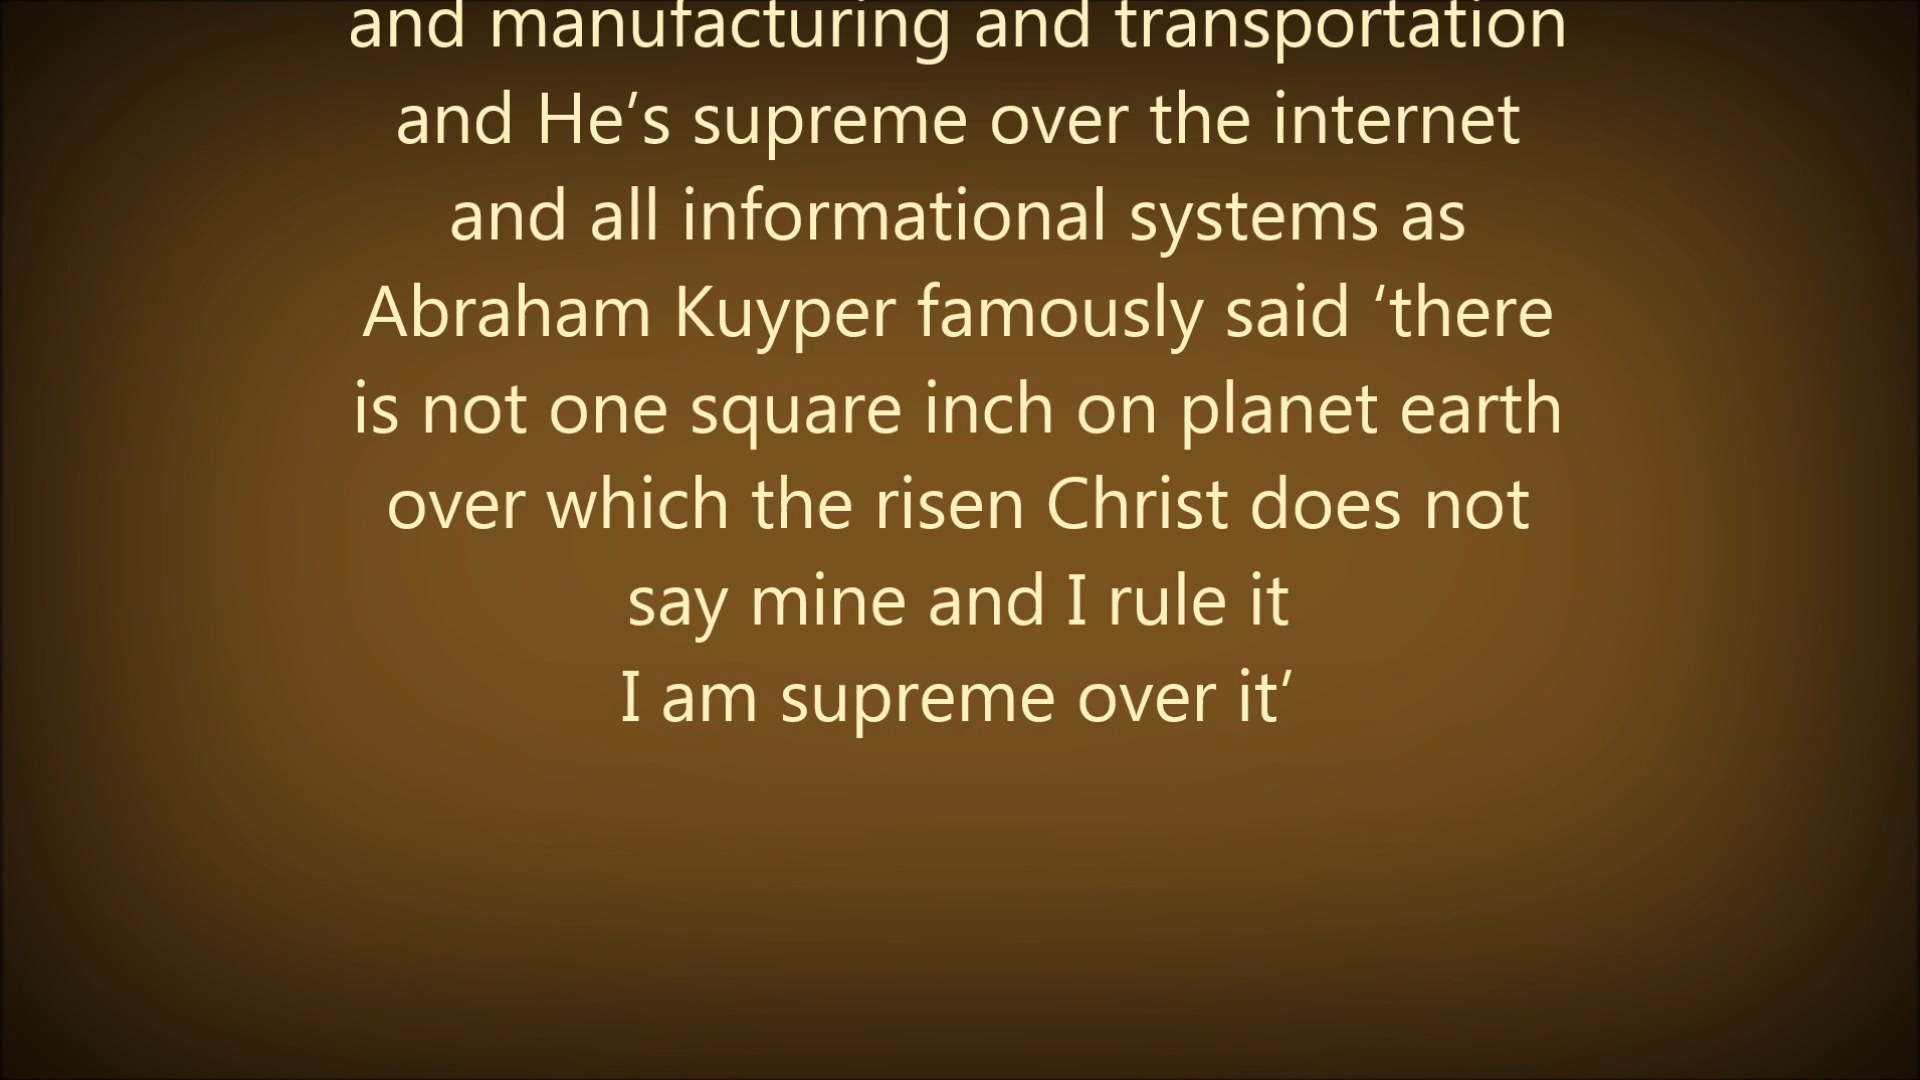 and manufacturing and transportation
and He’s supreme over the internet
and all informational systems as
Abraham Kuyper famously said ‘there
is not one square inch on planet earth
over which the risen Christ does not
say mine and I rule it
I am supreme over it’